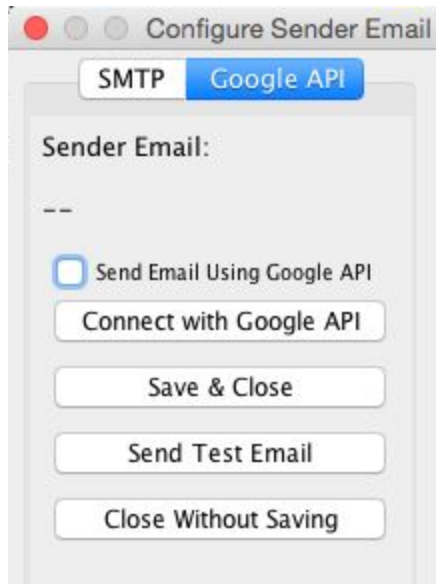 Configure Sender Email
SMTP Google API
Sender Email:
--
Send Email Using Google API
Connect with Google API
Save & Close
Send Test Email
Close Without Saving